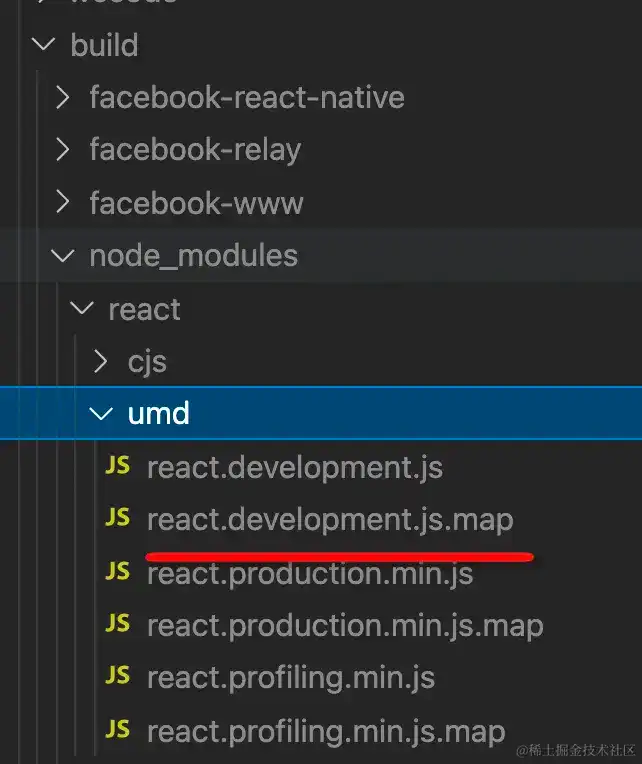 build
facebook-react-native
facebook-relay
facebook-www
node_modules
react
cjs
umd
JS react.development.js
JS react.development.js.map
JS react.production.min.js
JS react.production.min.js.map
JS react.profiling.min.js
JS react.profiling.min.js.map
@稀土掘金技术社区